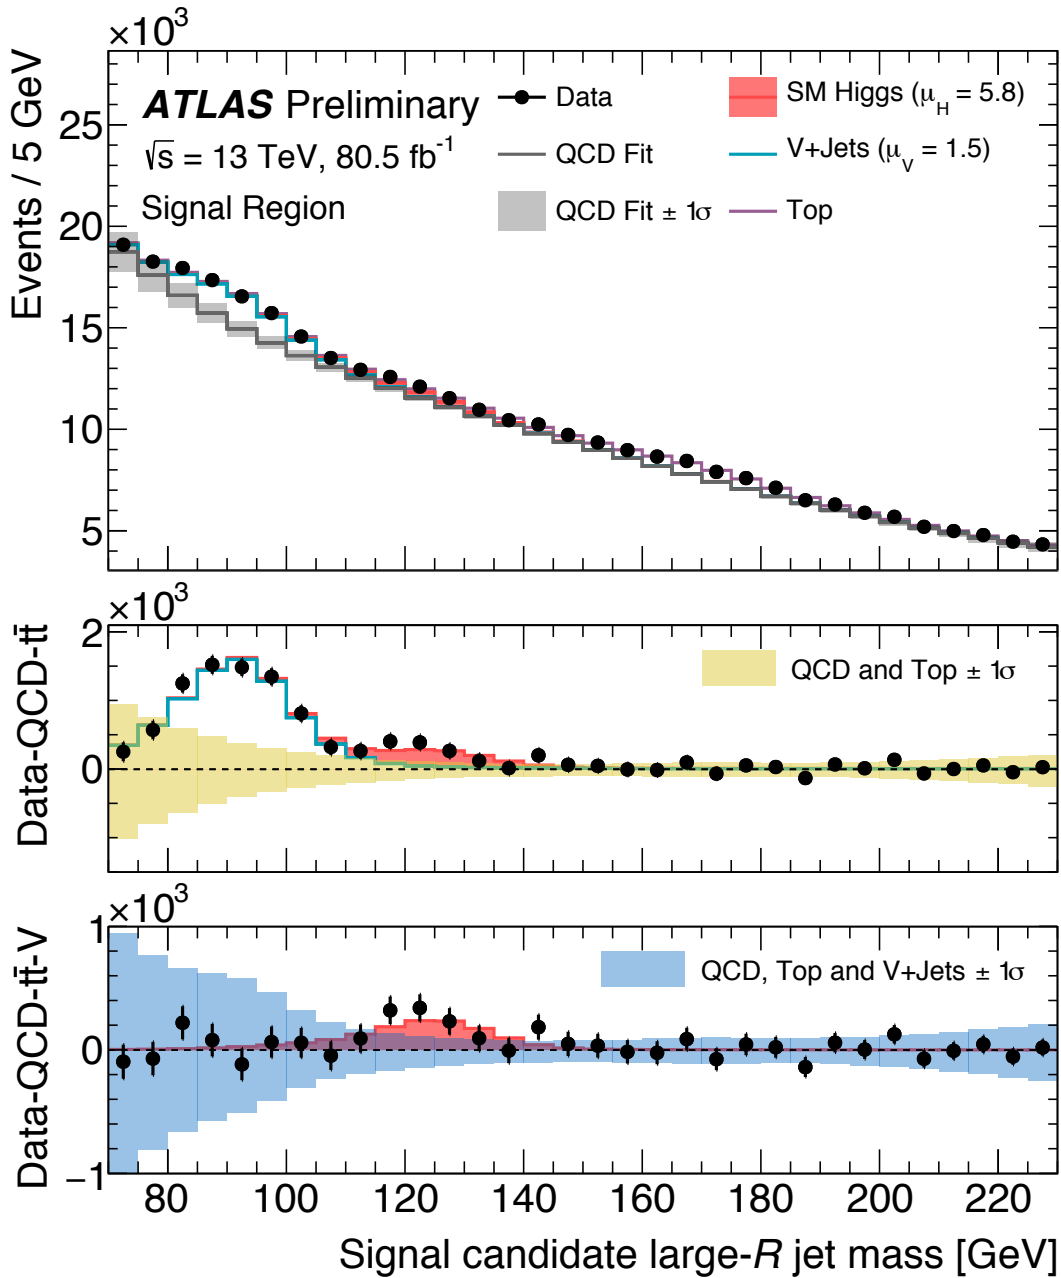 ×10³
Events / 5 GeV
25
20
15
10
5
ATLAS Preliminary
√s = 13 TeV, 80.5 fb⁻¹
Signal Region
Data
QCD Fit
QCD Fit ± 1σ
SM Higgs (μ_H = 5.8)
V+Jets (μ_V = 1.5)
Top
×10³
Data-QCD-tt̄
2
0
QCD and Top ± 1σ
×10³
Data-QCD-tt̄-V
1
0
−1
QCD, Top and V+Jets ± 1σ
80 100 120 140 160 180 200 220
Signal candidate large-R jet mass [GeV]